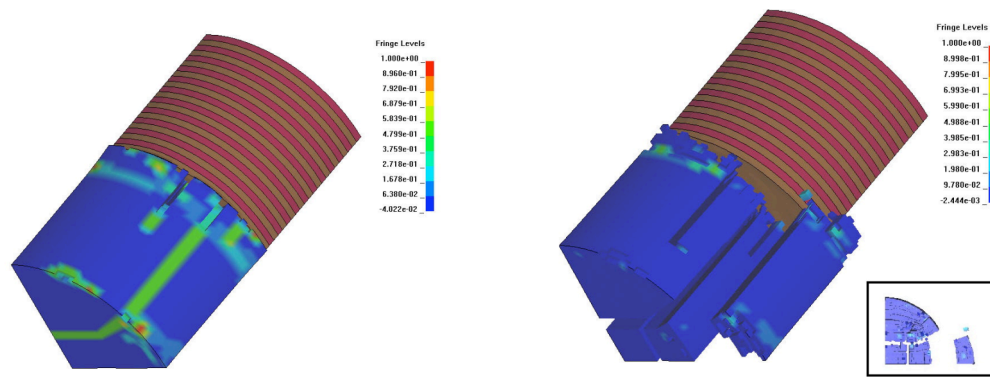 Fringe Levels
1.000e+00
8.960e-01
7.920e-01
6.879e-01
5.839e-01
4.799e-01
3.759e-01
2.718e-01
1.678e-01
6.380e-02
-4.022e-02
Fringe Levels
1.000e+00
8.998e-01
7.995e-01
6.993e-01
5.990e-01
4.988e-01
3.985e-01
2.983e-01
1.980e-01
9.780e-02
-2.444e-03